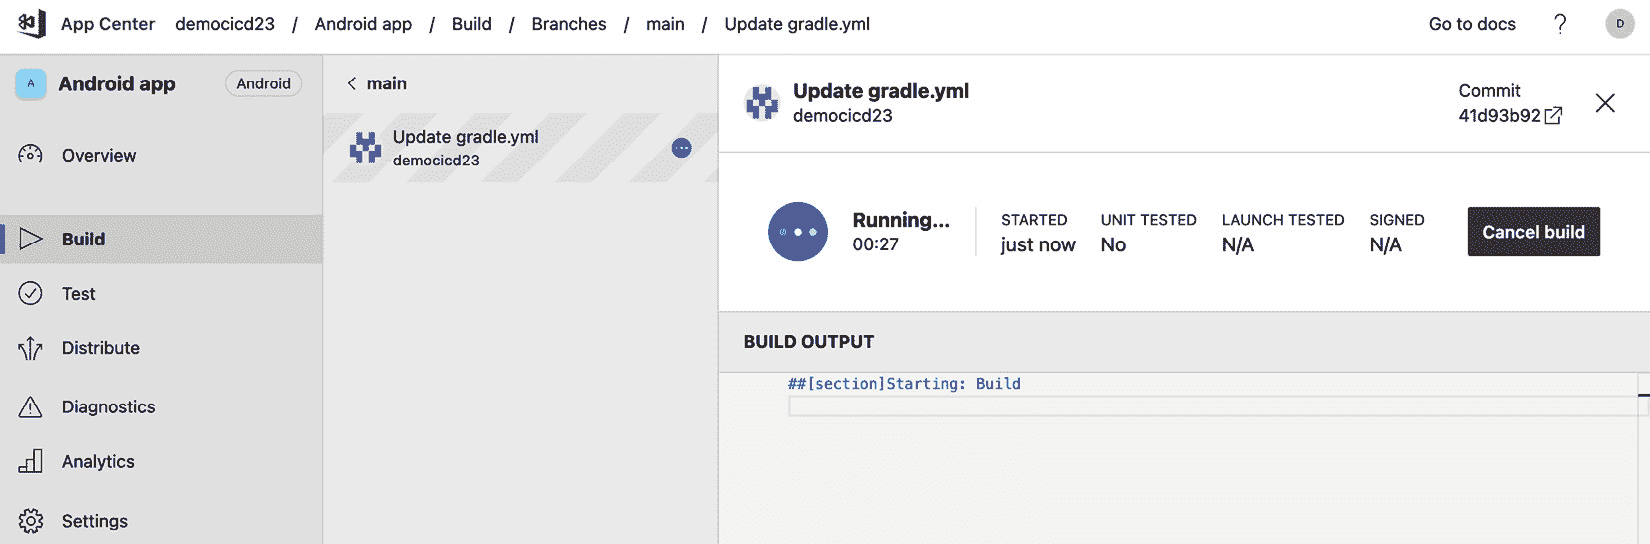 App Center democicd23 / Android app / Build / Branches / main / Update gradle.yml Go to docs ? D
A Android app Android
Overview
Build
Test
Distribute
Diagnostics
Analytics
Settings
< main
Update gradle.yml
democicd23
Update gradle.yml
democicd23
Commit
41d93b92
Running...
00:27
STARTED
just now
UNIT TESTED
No
LAUNCH TESTED
N/A
SIGNED
N/A
Cancel build
BUILD OUTPUT
##[section]Starting: Build